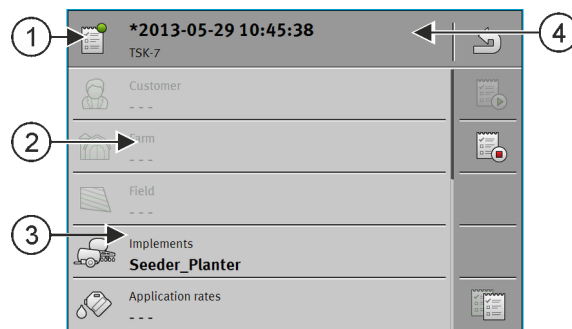 1
*2013-05-29 10:45:38
4
TSK-7
Customer
- - -
2
Farm
- - -
Field
- - -
3
Implements
Seeder_Planter
Application rates
- - -